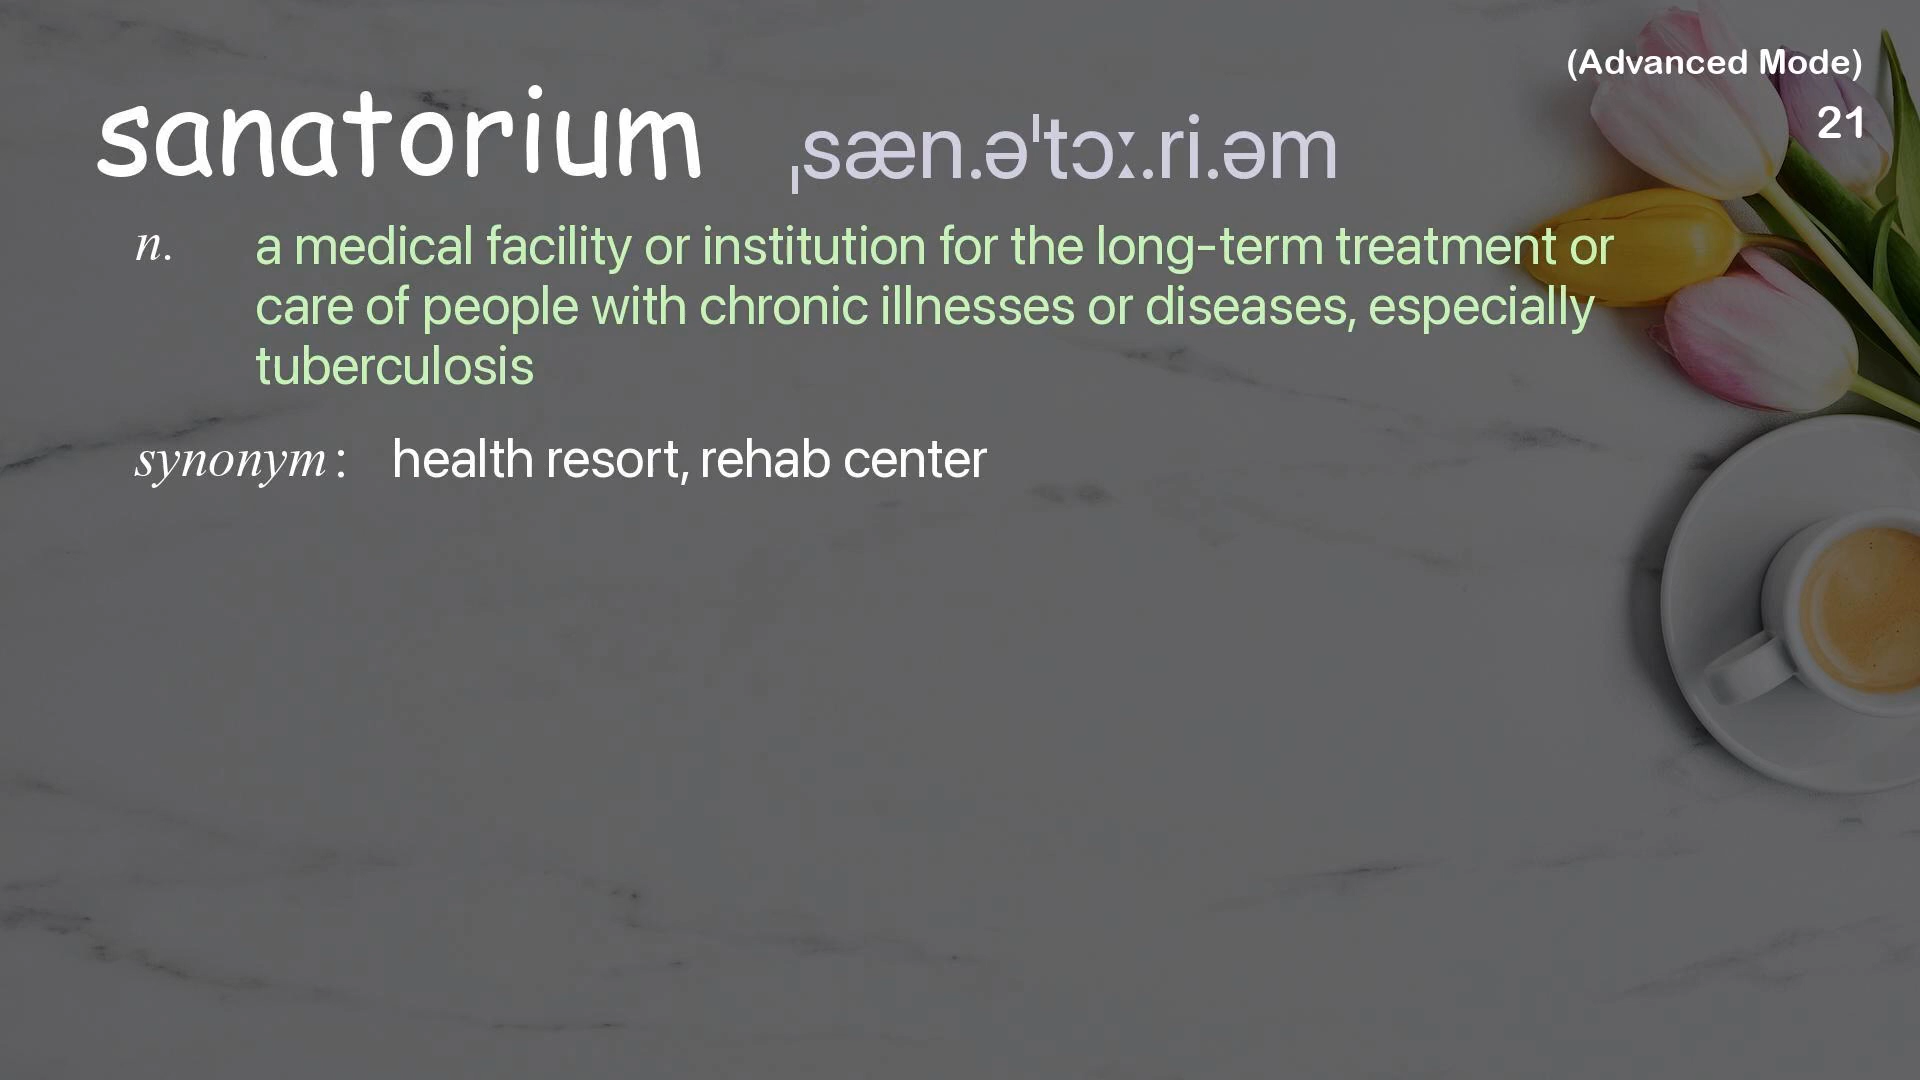 (Advanced Mode)
21
sanatorium ˌsæn.əˈtɔː.ri.əm
n. a medical facility or institution for the long-term treatment or
care of people with chronic illnesses or diseases, especially
tuberculosis
synonym: health resort, rehab center